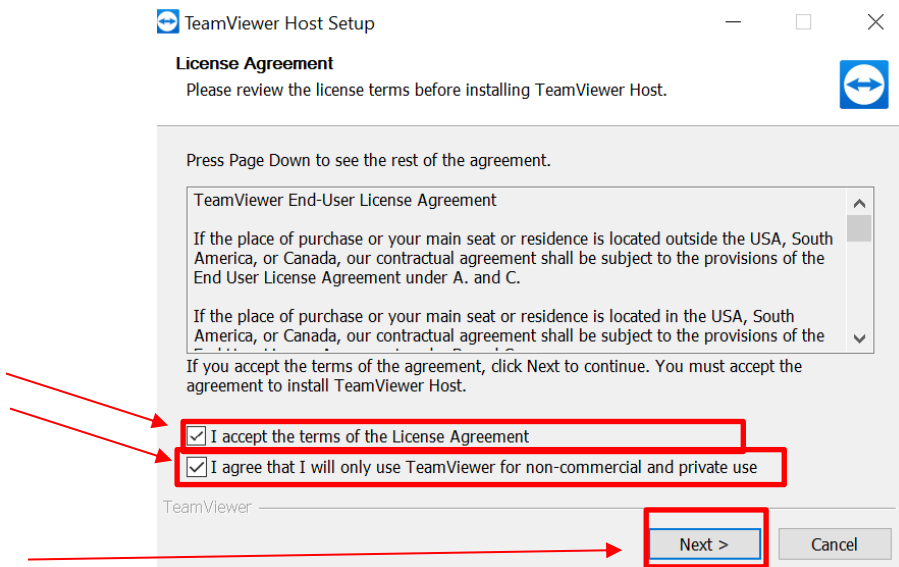 TeamViewer Host Setup
License Agreement
Please review the license terms before installing TeamViewer Host.
Press Page Down to see the rest of the agreement.
TeamViewer End-User License Agreement
If the place of purchase or your main seat or residence is located outside the USA, South
America, or Canada, our contractual agreement shall be subject to the provisions of the
End User License Agreement under A. and C.
If the place of purchase or your main seat or residence is located in the USA, South
America, or Canada, our contractual agreement shall be subject to the provisions of the
If you accept the terms of the agreement, click Next to continue. You must accept the
agreement to install TeamViewer Host.
I accept the terms of the License Agreement
I agree that I will only use TeamViewer for non-commercial and private use
TeamViewer
Next >
Cancel